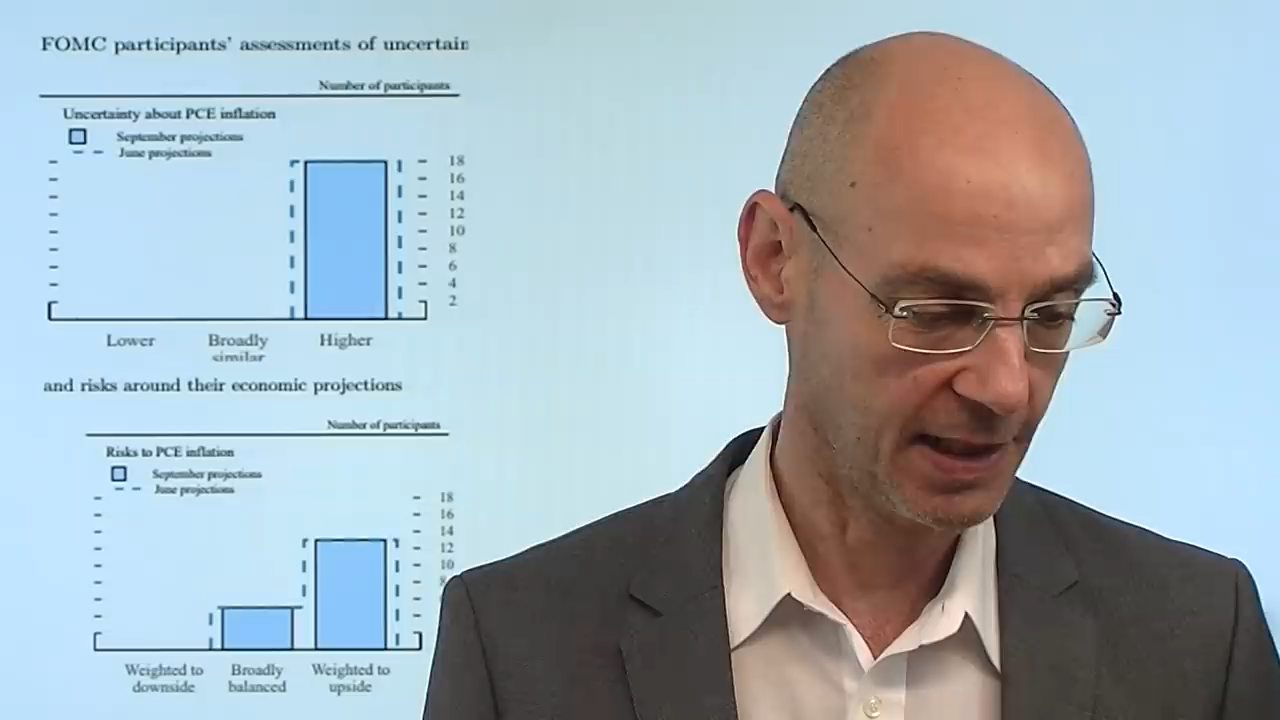 FOMC participants' assessments of uncertain
Number of participants
Uncertainty about PCE inflation
September projections
June projections
18
16
14
12
10
8
6
4
2
Lower
Broadly
similar
Higher
and risks around their economic projections
Number of participants
Risks to PCE inflation
September projections
June projections
18
16
14
12
10
8
Weighted to
downside
Broadly
balanced
Weighted to
upside